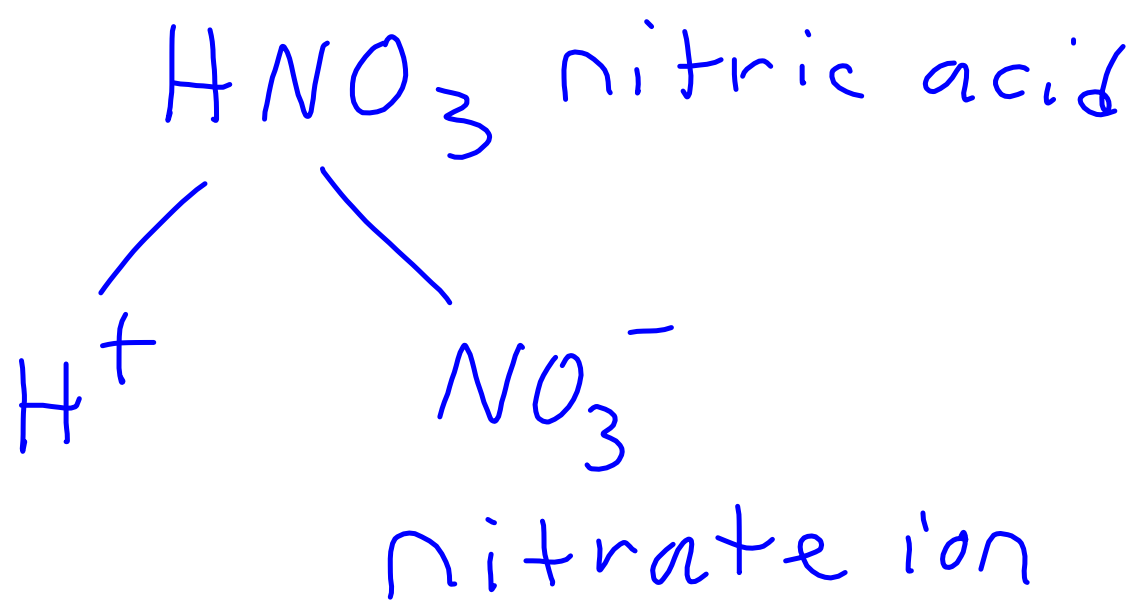 HNO₃ nitric acid
H⁺ NO₃⁻
nitrate ion